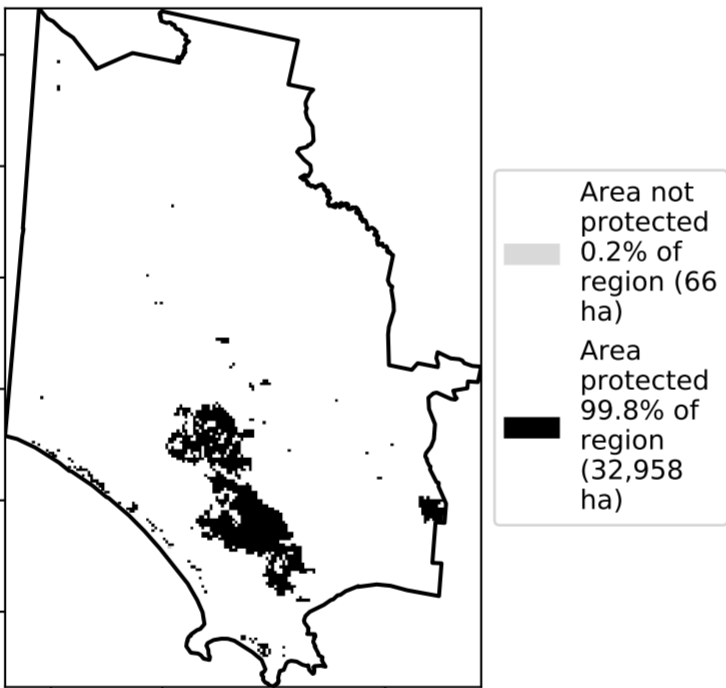 Area not
protected
0.2% of
region (66
ha)
Area
protected
99.8% of
region
(32,958
ha)